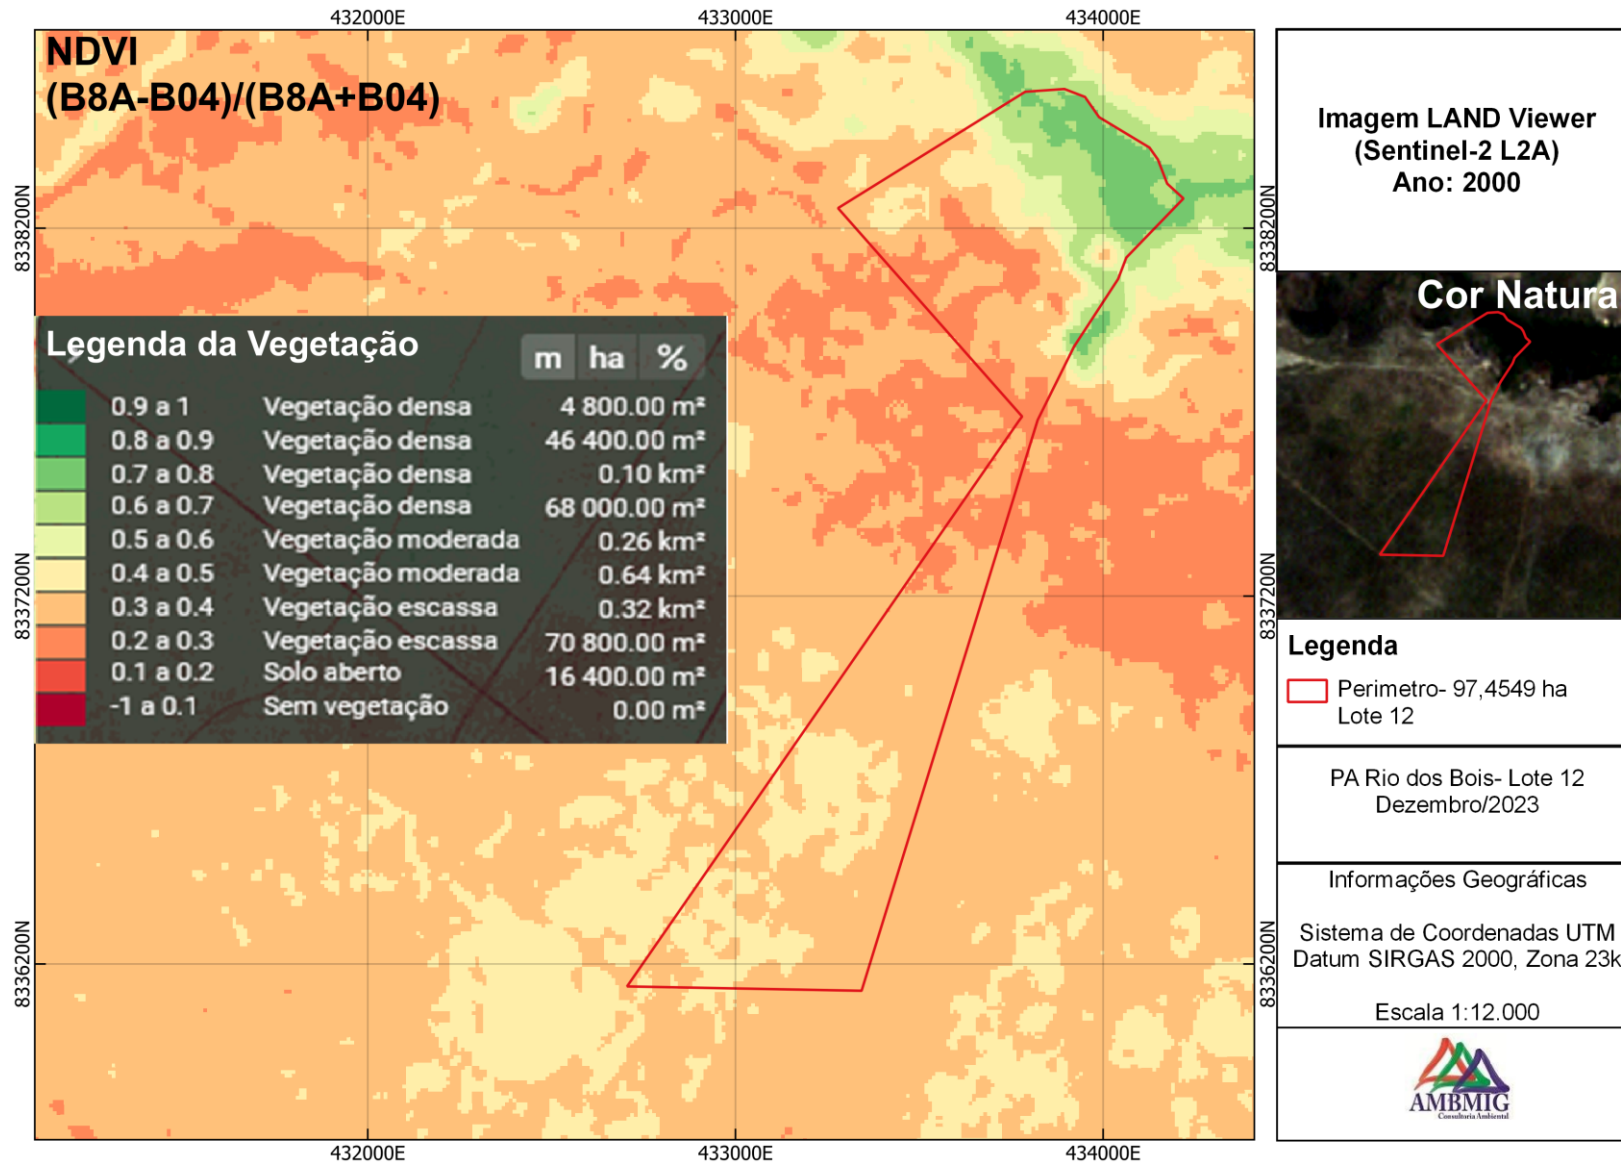 432000E
433000E
434000E
NDVI
(B8A-B04)/(B8A+B04)
8338200N
8337200N
8336200N
Legenda da Vegetação
m ha %
0.9 a 1 Vegetação densa 4 800.00 m²
0.8 a 0.9 Vegetação densa 46 400.00 m²
0.7 a 0.8 Vegetação densa 0.10 km²
0.6 a 0.7 Vegetação densa 68 000.00 m²
0.5 a 0.6 Vegetação moderada 0.26 km²
0.4 a 0.5 Vegetação moderada 0.64 km²
0.3 a 0.4 Vegetação escassa 0.32 km²
0.2 a 0.3 Vegetação escassa 70 800.00 m²
0.1 a 0.2 Solo aberto 16 400.00 m²
-1 a 0.1 Sem vegetação 0.00 m²
8338200N
8337200N
8336200N
432000E
433000E
434000E
Imagem LAND Viewer
(Sentinel-2 L2A)
Ano: 2000
Cor Natura
Legenda
Perimetro- 97,4549 ha
Lote 12
PA Rio dos Bois- Lote 12
Dezembro/2023
Informações Geográficas
Sistema de Coordenadas UTM
Datum SIRGAS 2000, Zona 23k
Escala 1:12.000
AMBMIG
Consultoria Ambiental